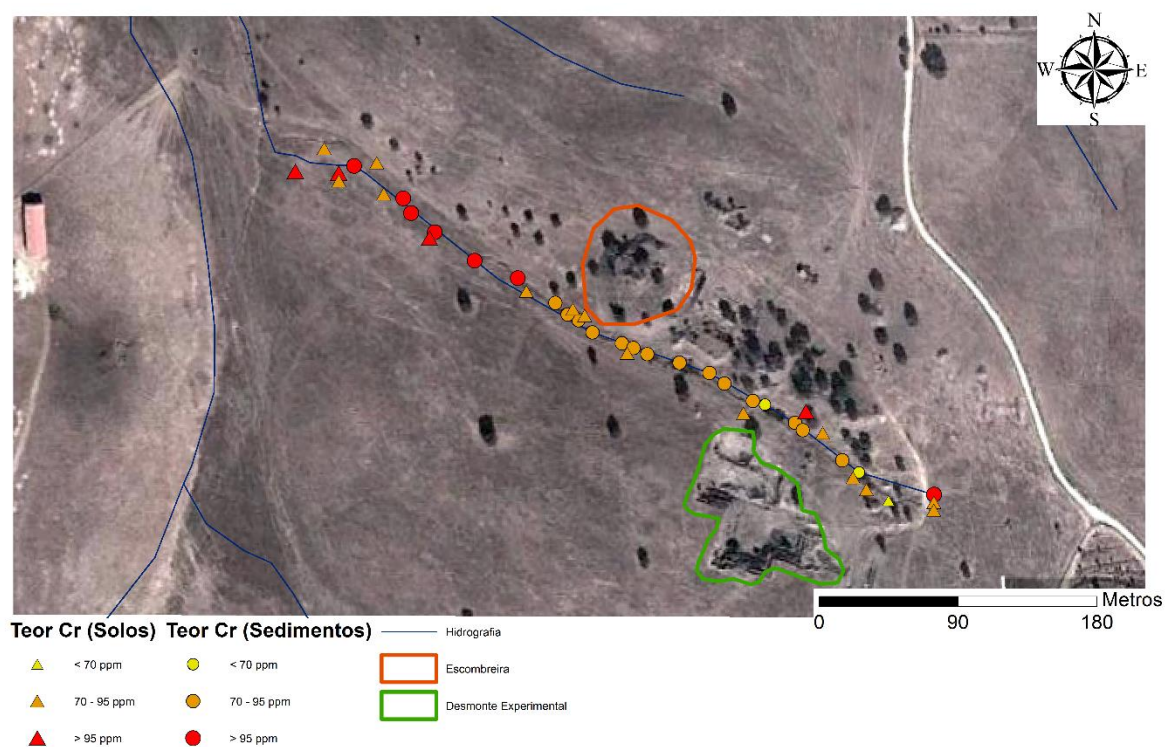 N
W E
S
Metros
0 90 180
Teor Cr (Solos) Teor Cr (Sedimentos) Hidrografia
< 70 ppm < 70 ppm Escombreira
70 - 95 ppm 70 - 95 ppm Desmonte Experimental
> 95 ppm > 95 ppm